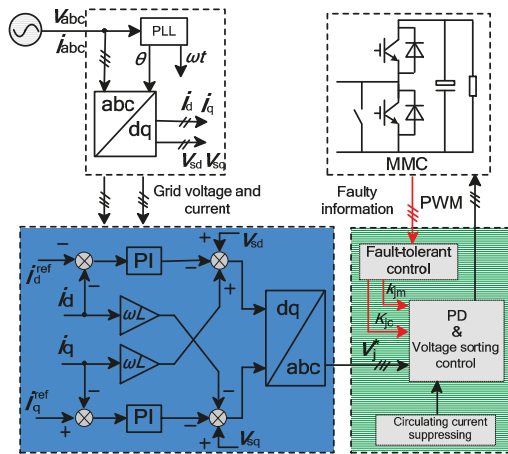 Vabc
iabc
PLL
θ
ωt
abc
dq
id iq
Vsd Vsq
MMC
Grid voltage and
current
Faulty
information
PWM
− + Vsd
id^ref
PI
−
− +
id
ωL
iq
ωL
− −
iq^ref
+
PI
− +
Vsq
dq
abc
Fault-tolerant
control
kjm
kjc
PD
&
Voltage sorting
control
Vj*
Circulating current
suppressing